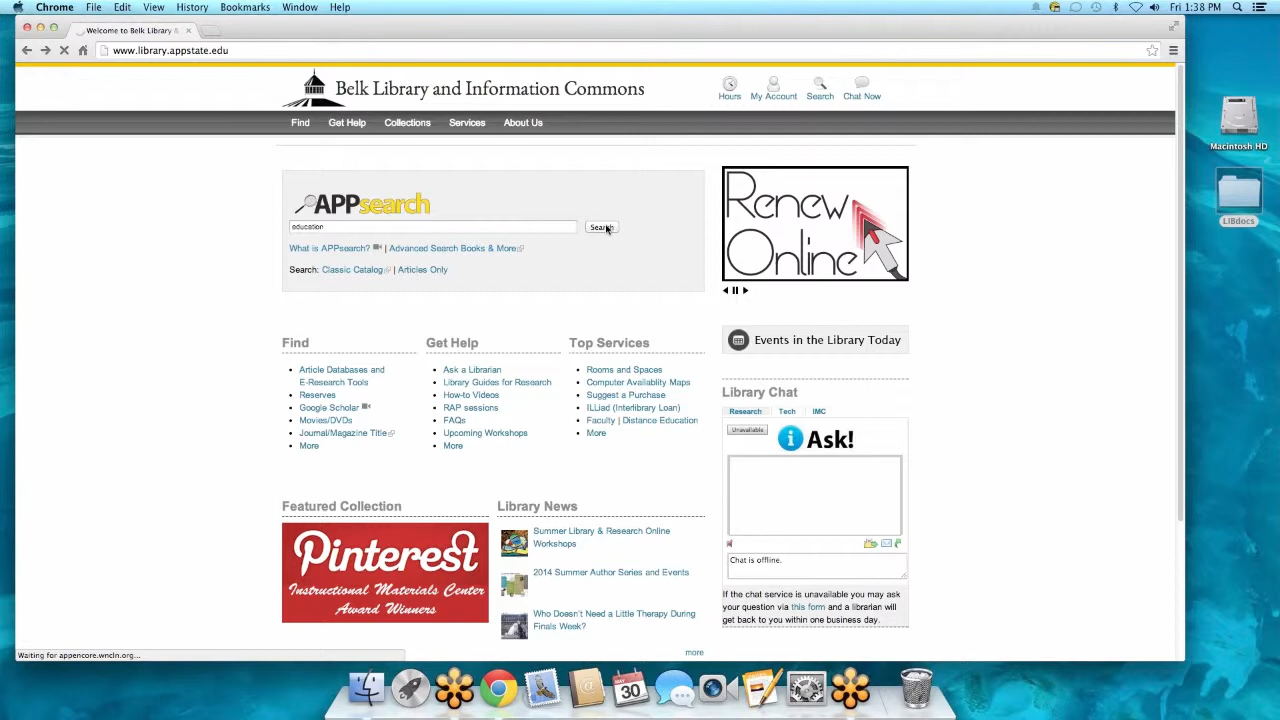 Chrome File Edit View History Bookmarks Window Help Fri 1:38 PM
Welcome to Belk Library &
www.library.appstate.edu
Belk Library and Information Commons
Hours My Account Search Chat Now
Find Get Help Collections Services About Us
APPsearch
education Search
What is APPsearch? | Advanced Search Books & More
Search: Classic Catalog | Articles Only
Renew
Online
Events in the Library Today
Find
Article Databases and
E-Research Tools
Reserves
Google Scholar
Movies/DVDs
Journal/Magazine Title
More
Get Help
Ask a Librarian
Library Guides for Research
How-to Videos
RAP sessions
FAQs
Upcoming Workshops
More
Top Services
Rooms and Spaces
Computer Availablity Maps
Suggest a Purchase
ILLiad (Interlibrary Loan)
Faculty | Distance Education
More
Library Chat
Research Tech IMC
Unavailable
i Ask!
Chat is offline.
If the chat service is unavailable you may ask
your question via this form and a librarian will
get back to you within one business day.
Featured Collection
Pinterest
Instructional Materials Center
Award Winners
Library News
Summer Library & Research Online
Workshops
2014 Summer Author Series and Events
Who Doesn't Need a Little Therapy During
Finals Week?
more
Waiting for appencore.wncln.org...
Macintosh HD
LIBdocs
30